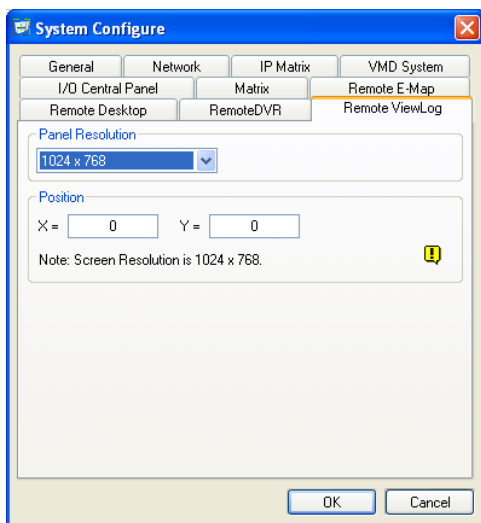 System Configure
General Network IP Matrix VMD System
I/O Central Panel Matrix Remote E-Map
Remote Desktop RemoteDVR Remote ViewLog
Panel Resolution
1024 x 768
Position
X = 0 Y = 0
Note: Screen Resolution is 1024 x 768.
OK Cancel